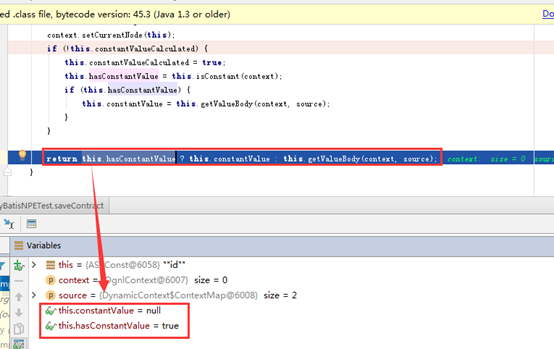 ed .class file, bytecode version: 45.3 (Java 1.3 or older)
Do
context.setCurrentNode(this);
if (!this.constantValueCalculated) {
this.constantValueCalculated = true;
this.hasConstantValue = this.isConstant(context);
if (this.hasConstantValue) {
this.constantValue = this.getValueBody(context, source);
}
}
return this.hasConstantValue ? this.constantValue : this.getValueBody(context, source); context: size = 0 sour
}
yBatisNPETest.saveContract
Variables
this = {ASTConst@6058} ""id""
context = {OgnlContext@6007} size = 0
source = {DynamicContext$ContextMap@6008} size = 2
this.constantValue = null
this.hasConstantValue = true